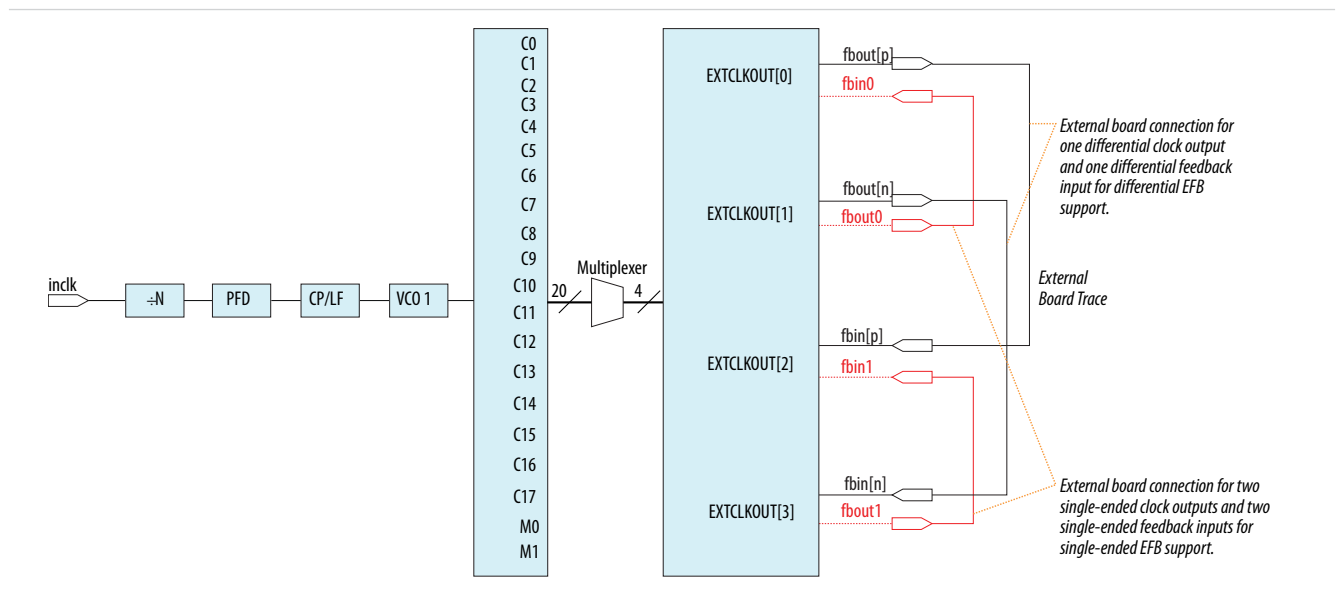 inclk
÷N
PFD
CP/LF
VCO 1
C0
C1
C2
C3
C4
C5
C6
C7
C8
C9
C10
C11
C12
C13
C14
C15
C16
C17
M0
M1
20
Multiplexer
4
EXTCLKOUT[0]
EXTCLKOUT[1]
EXTCLKOUT[2]
EXTCLKOUT[3]
fbout[p]
fbin0
fbout[n]
fbout0
fbin[p]
fbin1
fbin[n]
fbout1
External board connection for
one differential clock output
and one differential feedback
input for differential EFB
support.
External
Board Trace
External board connection for two
single-ended clock outputs and two
single-ended feedback inputs for
single-ended EFB support.